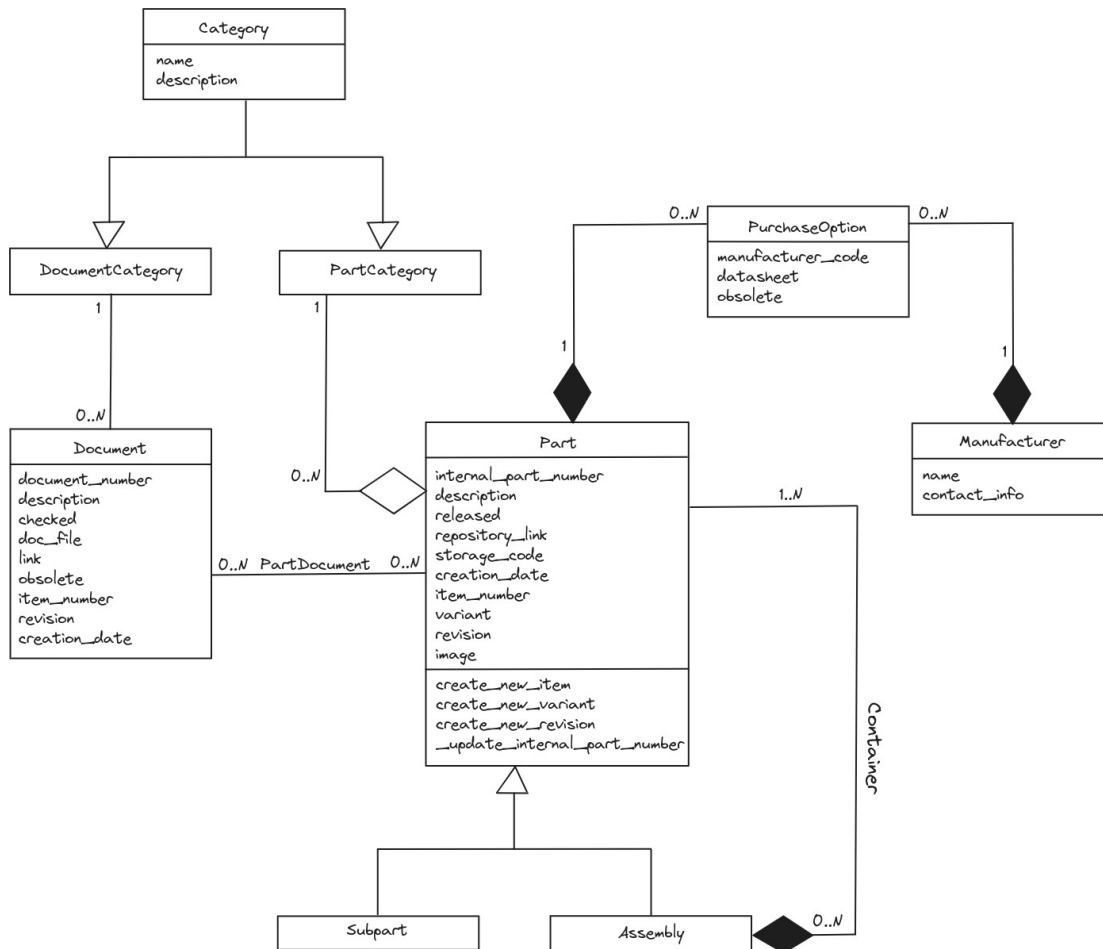 Category
name
description
DocumentCategory
PartCategory
1
1
0..N
PurchaseOption
0..N
manufacturer_code
datasheet
obsolete
1
1
0..N
Document
document_number
description
checked
doc_file
link
obsolete
item_number
revision
creation_date
0..N
PartDocument
0..N
0..N
Part
internal_part_number
description
released
repository_link
storage_code
creation_date
item_number
variant
revision
image
create_new_item
create_new_variant
create_new_revision
_update_internal_part_number
1..N
Manufacturer
name
contact_info
Container
Subpart
Assembly
0..N